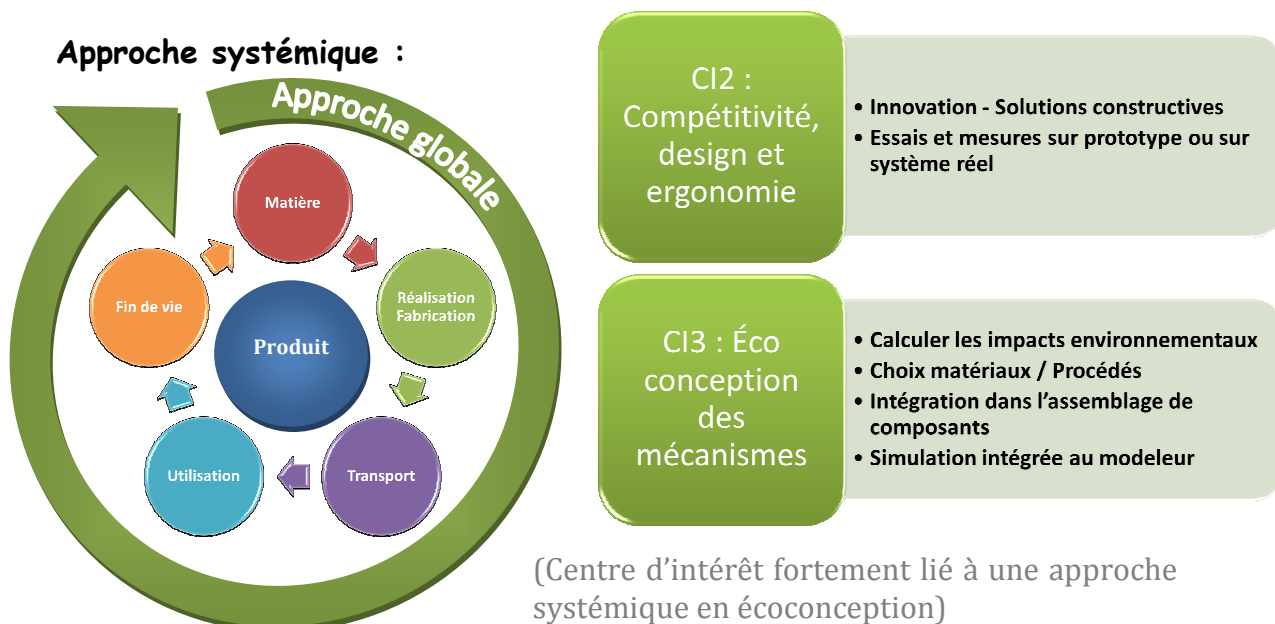 Approche systémique :
Approche globale
Matière
Réalisation
Fabrication
Transport
Utilisation
Fin de vie
Produit
CI2 :
Compétitivité,
design et
ergonomie
• Innovation - Solutions constructives
• Essais et mesures sur prototype ou sur
système réel
CI3 : Éco
conception
des
mécanismes
• Calculer les impacts environnementaux
• Choix matériaux / Procédés
• Intégration dans l’assemblage de
composants
• Simulation intégrée au modeleur
(Centre d’intérêt fortement lié à une approche
systémique en écoconception)